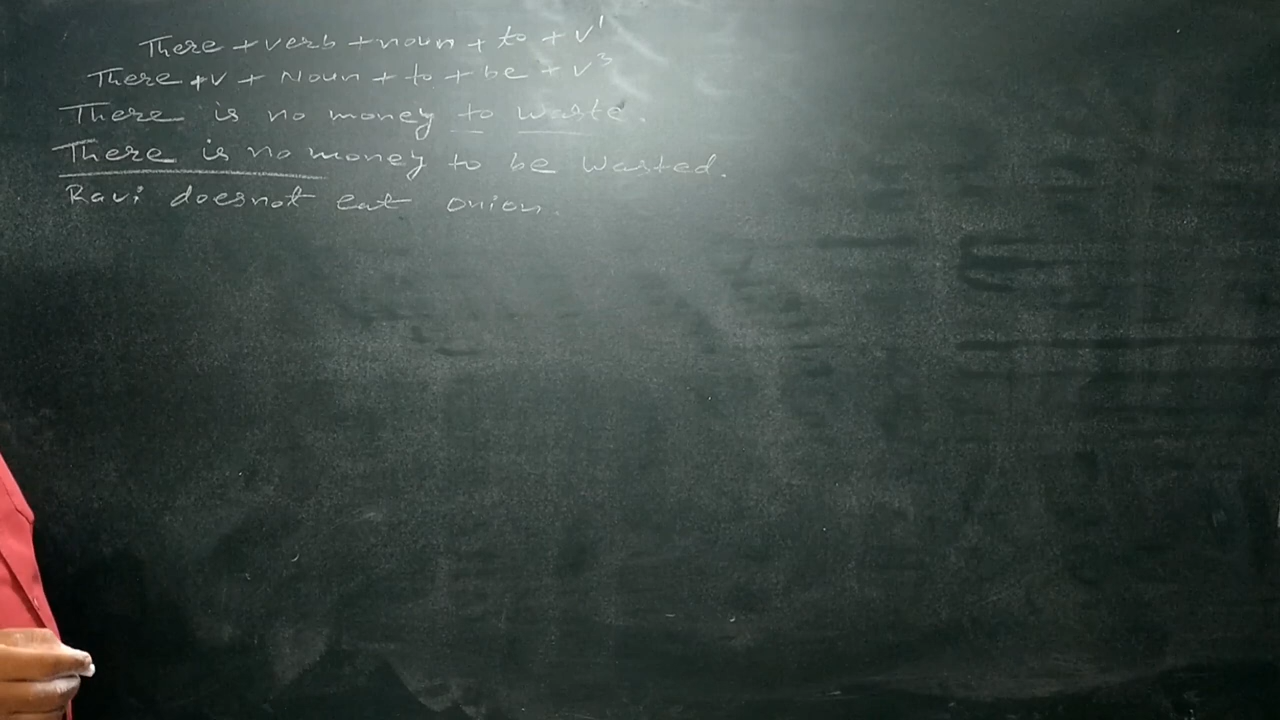 There + verb + noun + to + v¹
There + v + Noun + to + be + v³
There is no money to waste.
There is no money to be wasted.
Ravi doesnot eat onion.